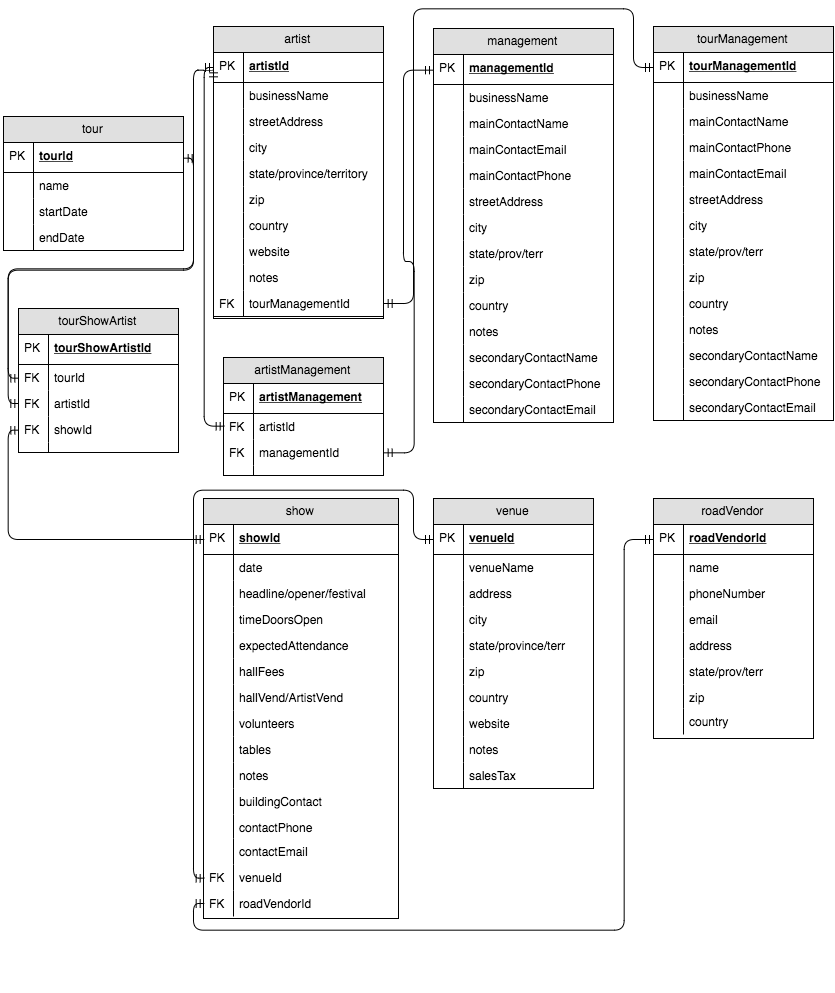 artist
PK artistId
businessName
streetAddress
city
state/province/territory
zip
country
website
notes
FK tourManagementId
management
PK managementId
businessName
mainContactName
mainContactEmail
mainContactPhone
streetAddress
city
state/prov/terr
zip
country
notes
secondaryContactName
secondaryContactPhone
secondaryContactEmail
tourManagement
PK tourManagementId
businessName
mainContactName
mainContactPhone
mainContactEmail
streetAddress
city
state/prov/terr
zip
country
notes
secondaryContactName
secondaryContactPhone
secondaryContactEmail
tour
PK tourId
name
startDate
endDate
tourShowArtist
PK tourShowArtistId
FK tourId
FK artistId
FK showId
artistManagement
PK artistManagement
FK artistId
FK managementId
show
PK showId
date
headline/opener/festival
timeDoorsOpen
expectedAttendance
hallFees
hallVend/ArtistVend
volunteers
tables
notes
buildingContact
contactPhone
contactEmail
FK venueId
FK roadVendorId
venue
PK venueId
venueName
address
city
state/province/terr
zip
country
website
notes
salesTax
roadVendor
PK roadVendorId
name
phoneNumber
email
address
state/prov/terr
zip
country